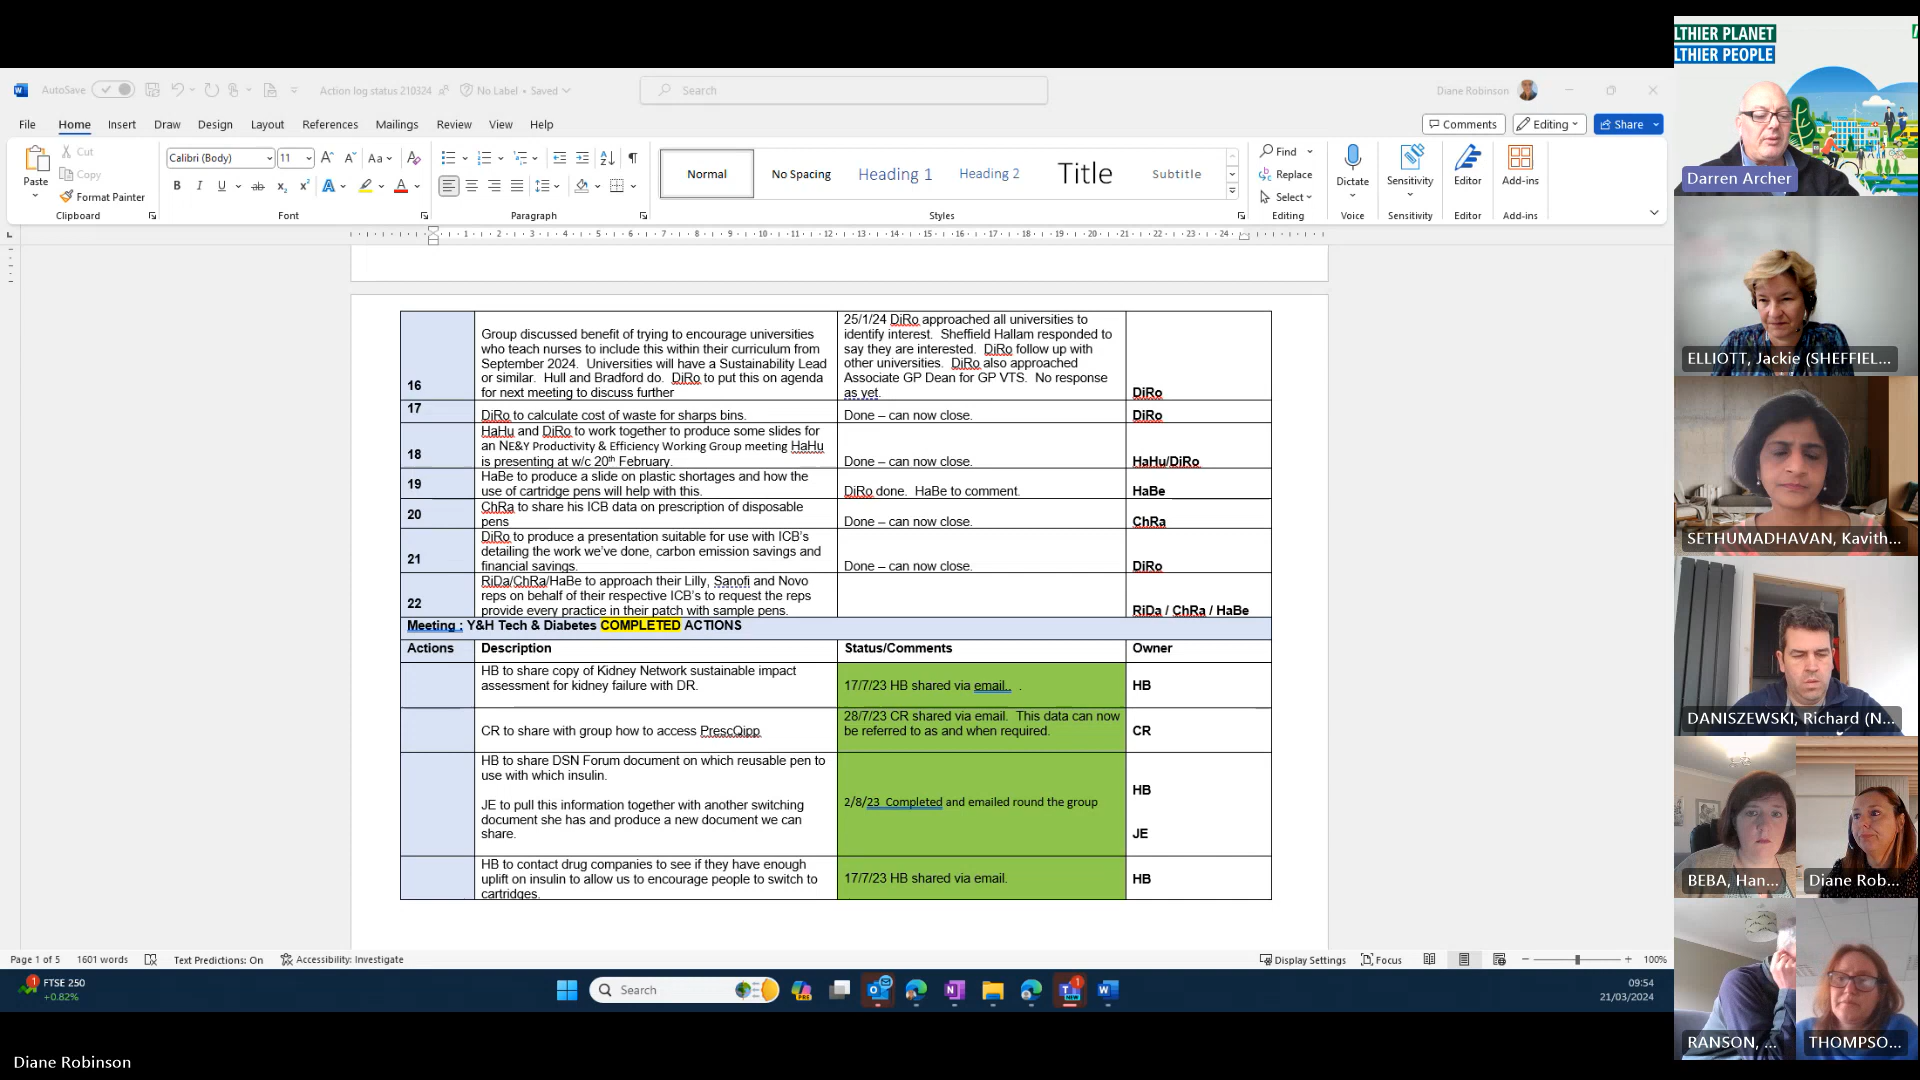 LTHIER PLANET
LTHIER PEOPLE
AutoSave
Action log status 210324
No Label • Saved
Search
Diane Robinson
File Home Insert Draw Design Layout References Mailings Review View Help
Comments
Editing
Share
Paste
Cut
Copy
Format Painter
Clipboard
Calibri (Body) 11
Font
Paragraph
Normal
No Spacing
Heading 1
Heading 2
Title
Subtitle
Styles
Find
Replace
Select
Editing
Dictate
Voice
Sensitivity
Sensitivity
Editor
Editor
Add-ins
Add-ins
1 2 3 4 5 6 7 8 9 10 11 12 13 14 15 16 17 18 19 20 21 22 23 24
16
Group discussed benefit of trying to encourage universities
who teach nurses to include this within their curriculum from
September 2024. Universities will have a Sustainability Lead
or similar. Hull and Bradford do. DiRo to put this on agenda
for next meeting to discuss further
25/1/24 DiRo approached all universities to
identify interest. Sheffield Hallam responded to
say they are interested. DiRo follow up with
other universities. DiRo also approached
Associate GP Dean for GP VTS. No response
as yet.
DiRo
17
DiRo to calculate cost of waste for sharps bins.
Done – can now close.
DiRo
18
HaHu and DiRo to work together to produce some slides for
an NE&Y Productivity & Efficiency Working Group meeting HaHu
is presenting at w/c 20th February.
Done – can now close.
HaHu/DiRo
19
HaBe to produce a slide on plastic shortages and how the
use of cartridge pens will help with this.
DiRo done. HaBe to comment.
HaBe
20
ChRa to share his ICB data on prescription of disposable
pens
Done – can now close.
ChRa
21
DiRo to produce a presentation suitable for use with ICB's
detailing the work we've done, carbon emission savings and
financial savings.
Done – can now close.
DiRo
22
RiDa/ChRa/HaBe to approach their Lilly, Sanofi and Novo
reps on behalf of their respective ICB's to request the reps
provide every practice in their patch with sample pens.
RiDa / ChRa / HaBe
Meeting : Y&H Tech & Diabetes COMPLETED ACTIONS
Actions Description Status/Comments Owner
HB to share copy of Kidney Network sustainable impact
assessment for kidney failure with DR.
17/7/23 HB shared via email.. .
HB
CR to share with group how to access PrescQipp
28/7/23 CR shared via email. This data can now
be referred to as and when required.
CR
HB to share DSN Forum document on which reusable pen to
use with which insulin.
JE to pull this information together with another switching
document she has and produce a new document we can
share.
2/8/23 Completed and emailed round the group
HB
JE
HB to contact drug companies to see if they have enough
uplift on insulin to allow us to encourage people to switch to
cartridges.
17/7/23 HB shared via email.
HB
Page 1 of 5 1601 words Text Predictions: On Accessibility: Investigate
Display Settings Focus 100%
FTSE 250
+0.82%
Search
09:54
21/03/2024
Diane Robinson
Darren Archer
ELLIOTT, Jackie (SHEFFIEL...
SETHUMADHAVAN, Kavith...
DANISZEWSKI, Richard (N...
BEBA, Han...
Diane Rob...
RANSON, ...
THOMPSO...